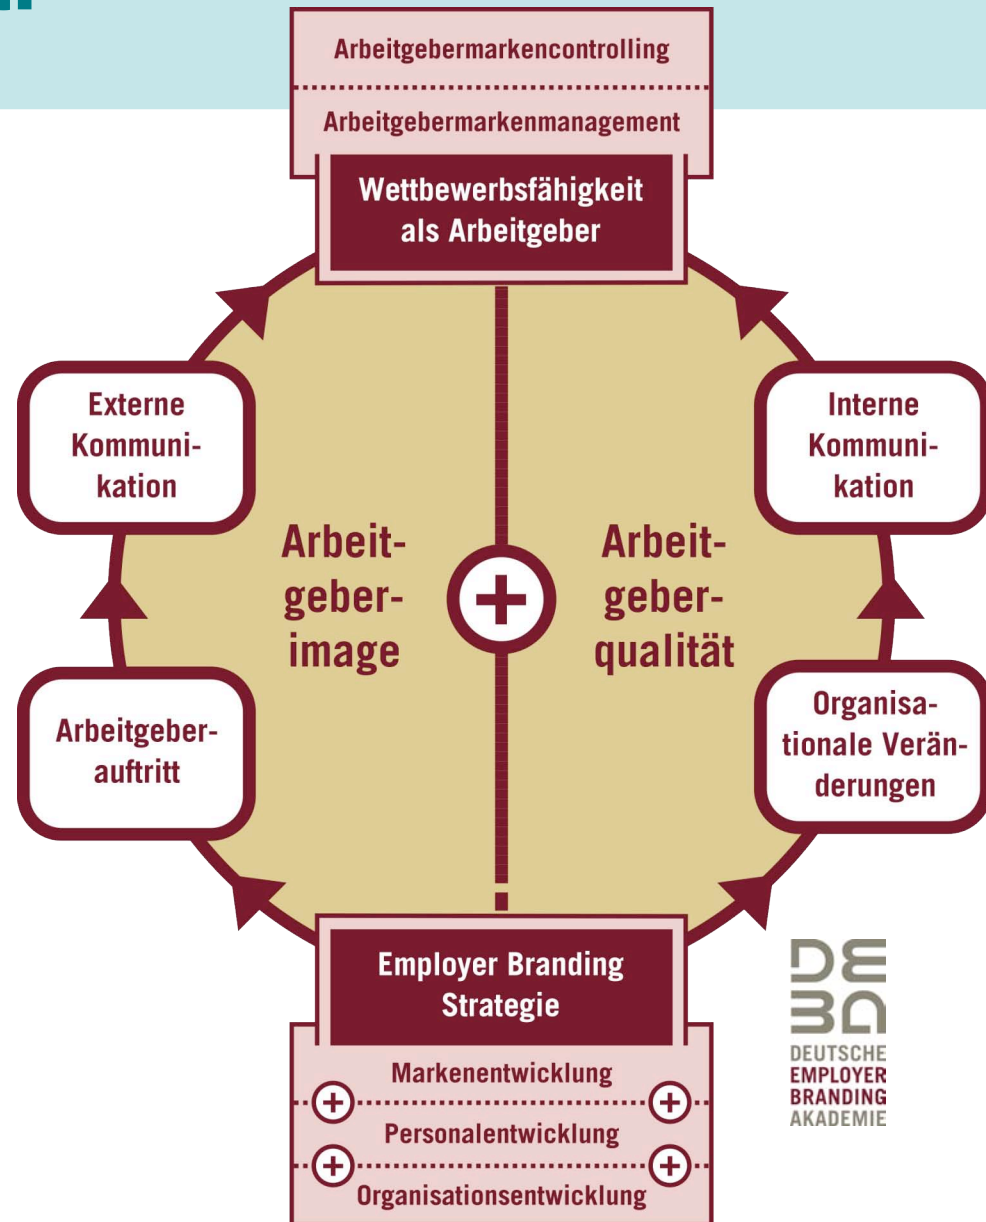 Arbeitgebermarkencontrolling
Arbeitgebermarkenmanagement
Wettbewerbsfähigkeit
als Arbeitgeber
Externe
Kommuni-
kation
Interne
Kommuni-
kation
Arbeit-
geber-
image
+
Arbeit-
geber-
qualität
Arbeitgeber-
auftritt
Organisa-
tionale Verän-
derungen
Employer Branding
Strategie
Markenentwicklung
+ +
Personalentwicklung
+ +
Organisationsentwicklung
DEBA
DEUTSCHE
EMPLOYER
BRANDING
AKADEMIE